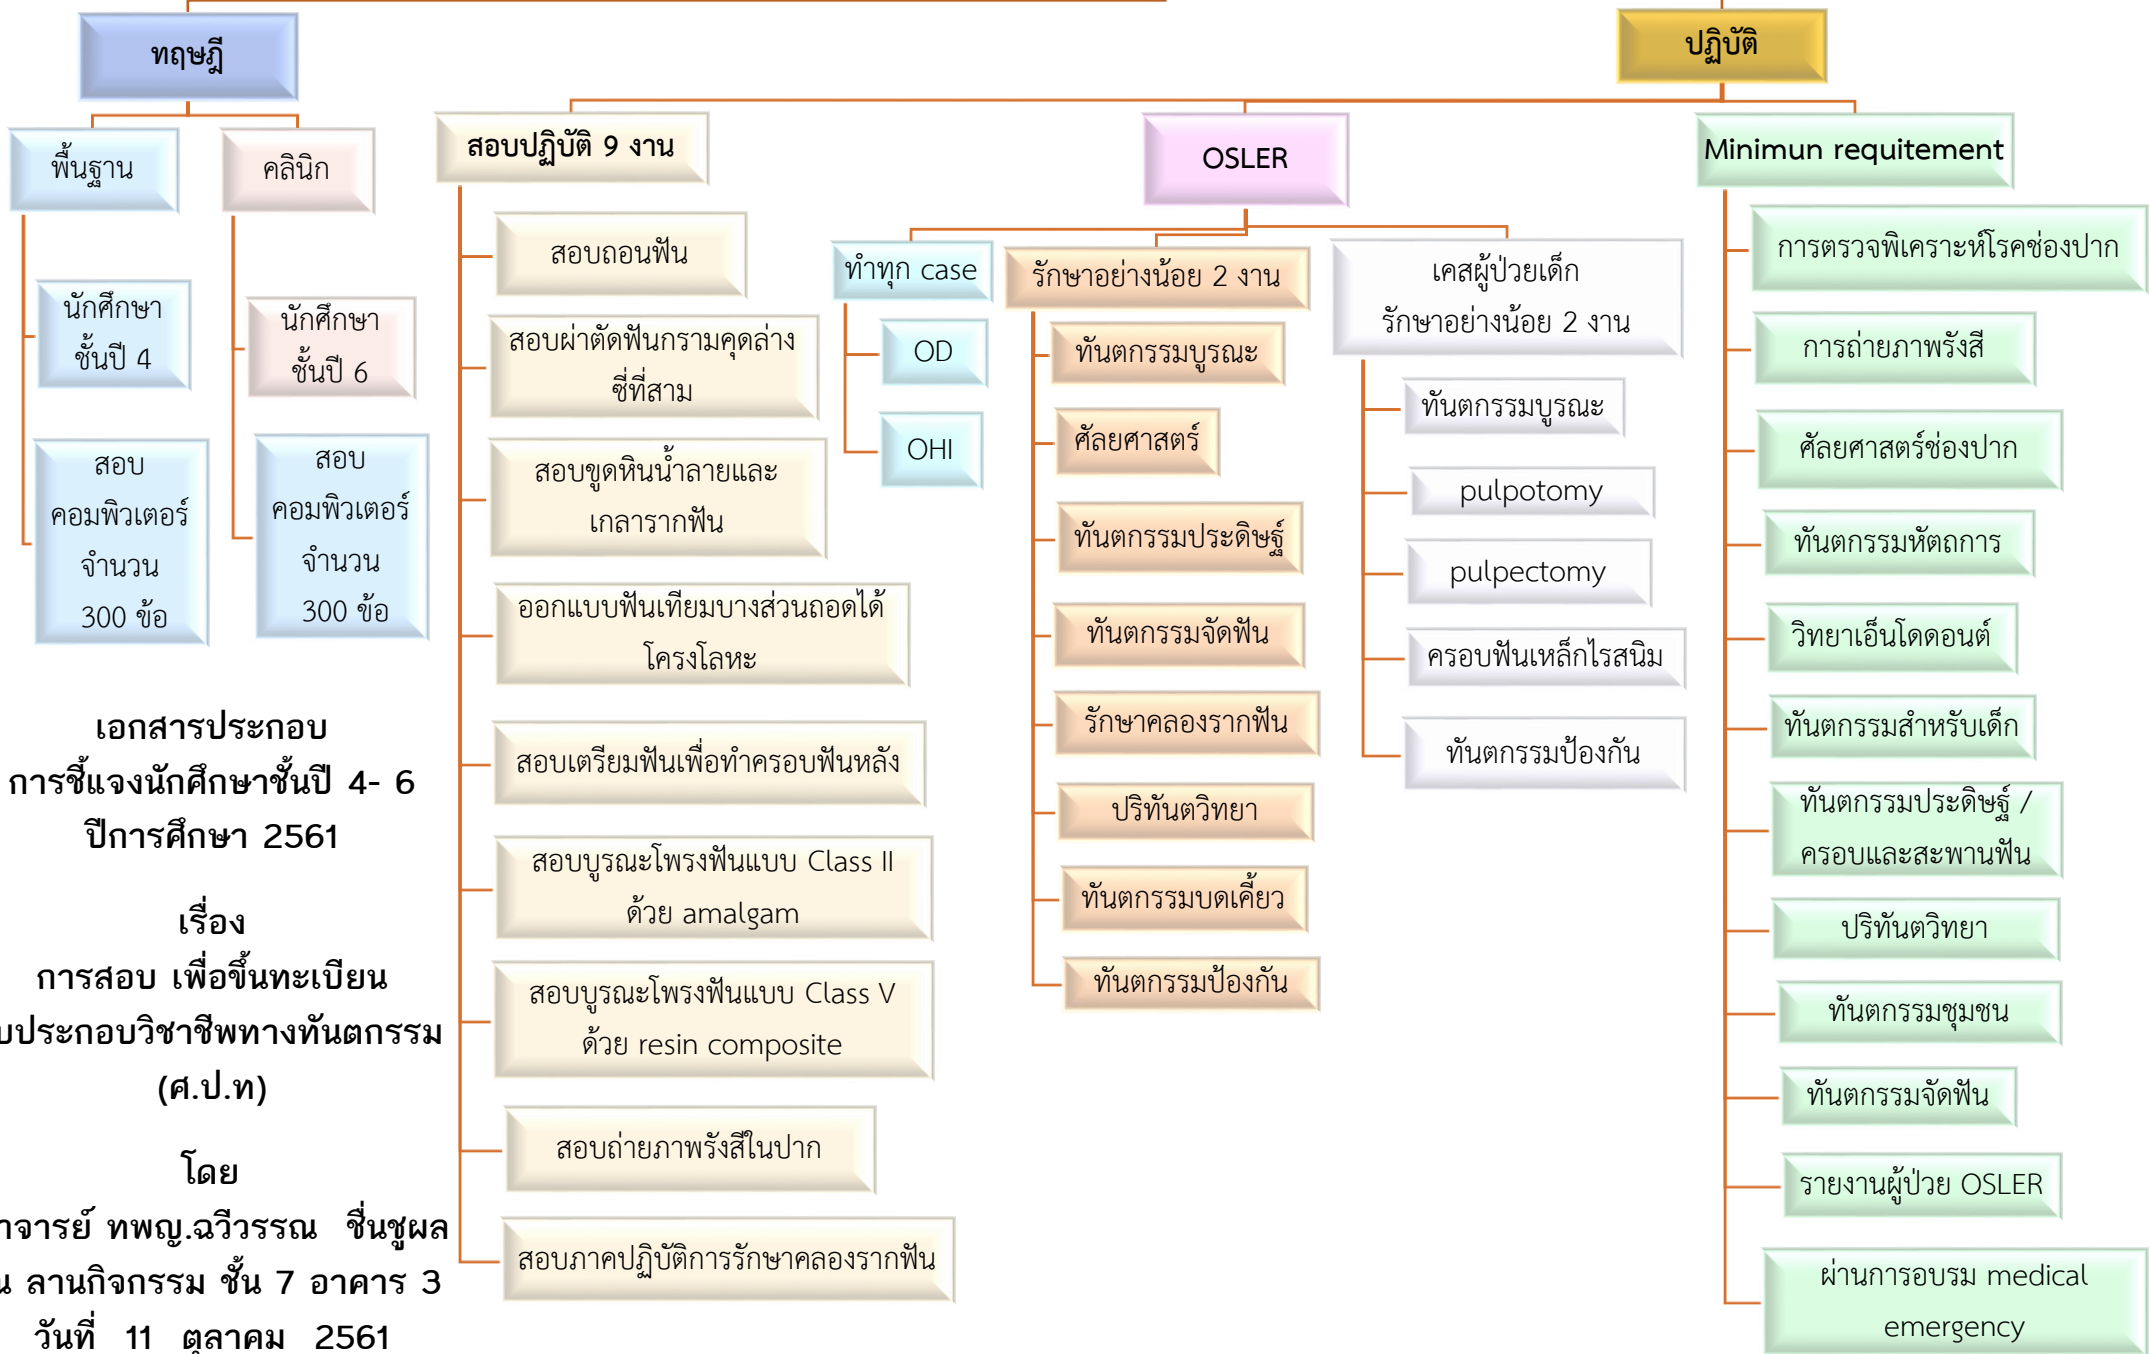 ทฤษฎี
ปฏิบัติ
พื้นฐาน
คลินิก
นักศึกษา
ชั้นปี 4
นักศึกษา
ชั้นปี 6
สอบ
คอมพิวเตอร์
จำนวน
300 ข้อ
สอบ
คอมพิวเตอร์
จำนวน
300 ข้อ
สอบปฏิบัติ 9 งาน
สอบถอนฟัน
สอบผ่าตัดฟันกรามคุดล่าง
ซี่ที่สาม
สอบขูดหินน้ำลายและ
เกลารากฟัน
ออกแบบฟันเทียมบางส่วนถอดได้
โครงโลหะ
สอบเตรียมฟันเพื่อทำครอบฟันหลัง
สอบบูรณะโพรงฟันแบบ Class II
ด้วย amalgam
สอบบูรณะโพรงฟันแบบ Class V
ด้วย resin composite
สอบถ่ายภาพรังสีในปาก
สอบภาคปฏิบัติการรักษาคลองรากฟัน
OSLER
ทำทุก case
OD
OHI
รักษาอย่างน้อย 2 งาน
ทันตกรรมบูรณะ
ศัลยศาสตร์
ทันตกรรมประดิษฐ์
ทันตกรรมจัดฟัน
รักษาคลองรากฟัน
ปริทันตวิทยา
ทันตกรรมบดเคี้ยว
ทันตกรรมป้องกัน
เคสผู้ป่วยเด็ก
รักษาอย่างน้อย 2 งาน
ทันตกรรมบูรณะ
pulpotomy
pulpectomy
ครอบฟันเหล็กไรสนิม
ทันตกรรมป้องกัน
Minimun requitement
การตรวจพิเคราะห์โรคช่องปาก
การถ่ายภาพรังสี
ศัลยศาสตร์ช่องปาก
ทันตกรรมหัตถการ
วิทยาเอ็นโดดอนต์
ทันตกรรมสำหรับเด็ก
ทันตกรรมประดิษฐ์ /
ครอบและสะพานฟัน
ปริทันตวิทยา
ทันตกรรมชุมชน
ทันตกรรมจัดฟัน
รายงานผู้ป่วย OSLER
ผ่านการอบรม medical
emergency
เอกสารประกอบ
การชี้แจงนักศึกษาชั้นปี 4- 6
ปีการศึกษา 2561
เรื่อง
การสอบ เพื่อขึ้นทะเบียน
บประกอบวิชาชีพทางทันตกรรม
(ศ.ป.ท)
โดย
าจารย์ ทพญ.ฉวีวรรณ ชื่นชูผล
ณ ลานกิจกรรม ชั้น 7 อาคาร 3
วันที่ 11 ตุลาคม 2561